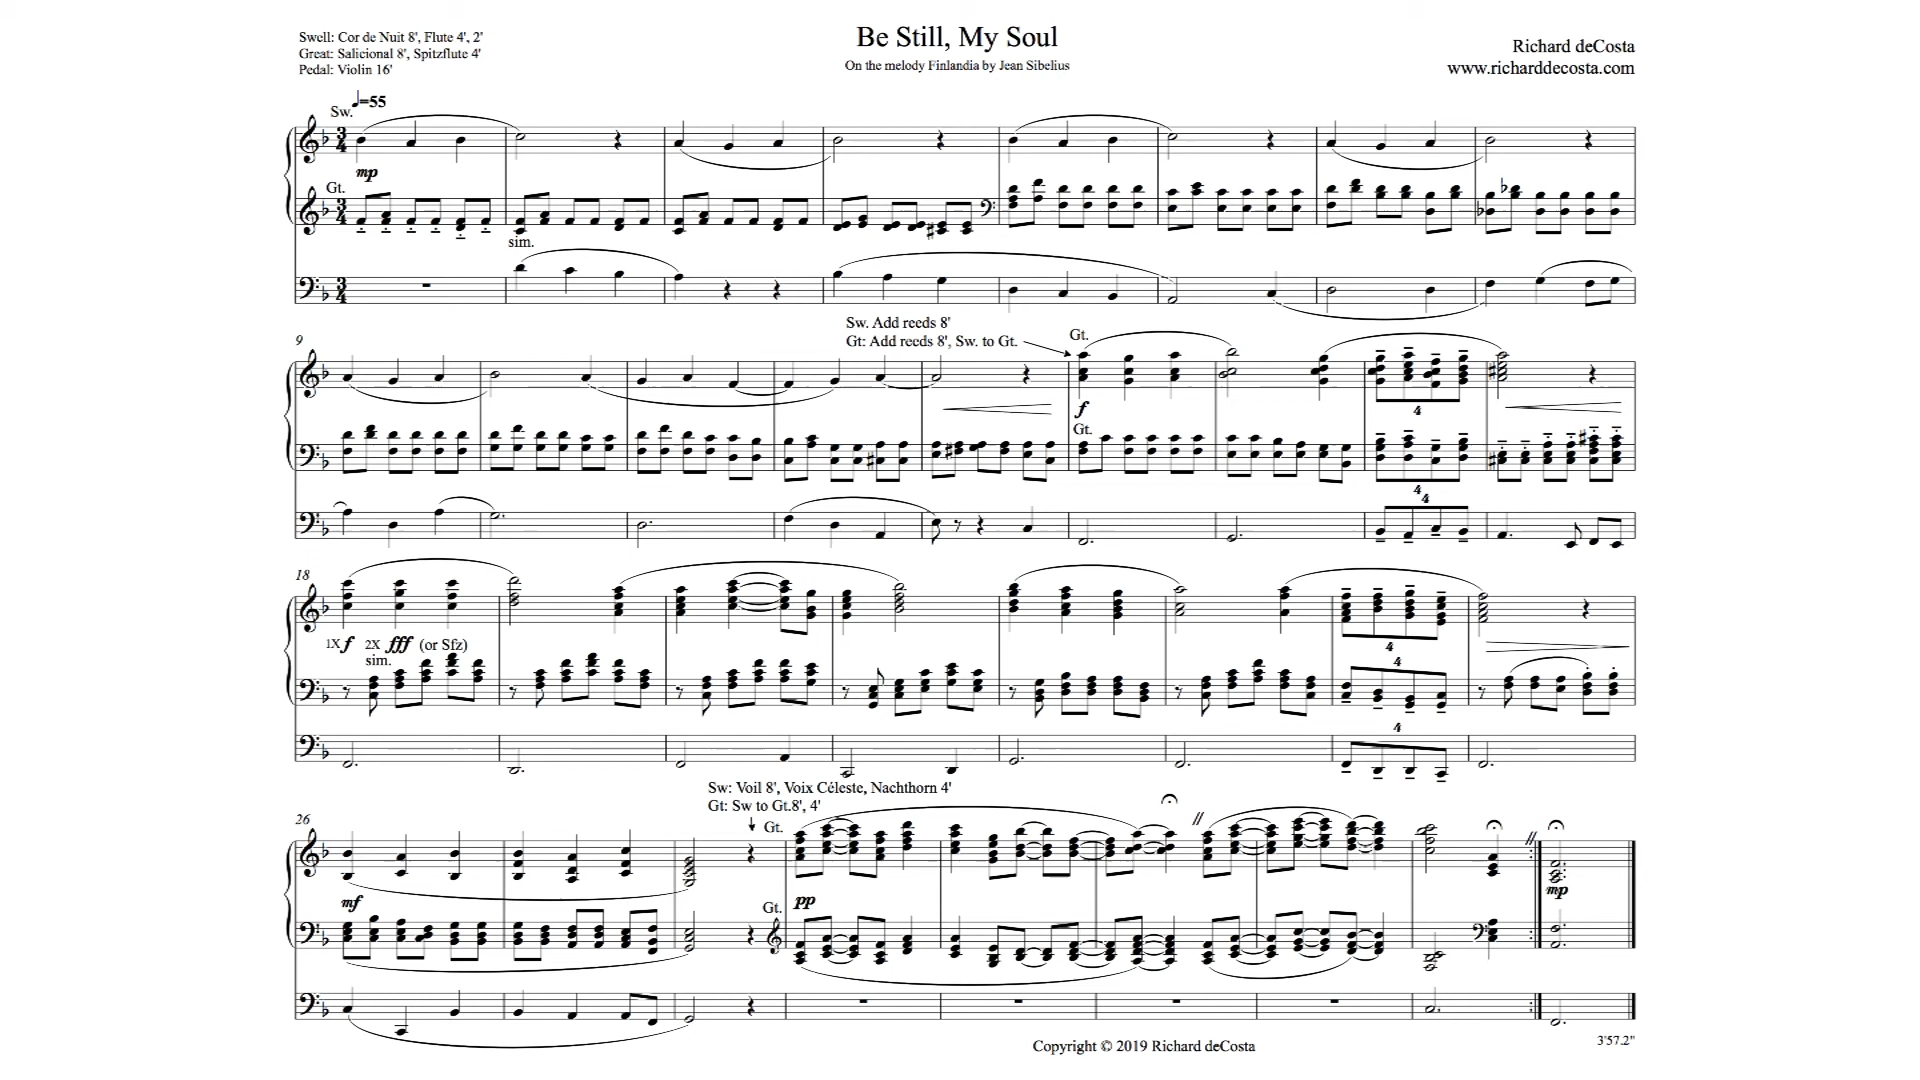 Swell: Cor de Nuit 8', Flute 4', 2'
Great: Salicional 8', Spitzflute 4'
Pedal: Violin 16'
Be Still, My Soul
On the melody Finlandia by Jean Sibelius
Richard deCosta
www.richarddecosta.com
Sw. ♩=55
mp
Gt.
sim.
9
Sw. Add reeds 8'
Gt: Add reeds 8', Sw. to Gt.
Gt.
f
4
Gt.
4
4
18
1X f 2X fff (or Sfz)
sim.
4
4
4
26
Sw: Voil 8', Voix Céleste, Nachthorn 4'
Gt: Sw to Gt.8', 4'
Gt.
mf
pp
mp
Gt.
3'57.2"
Copyright © 2019 Richard deCosta